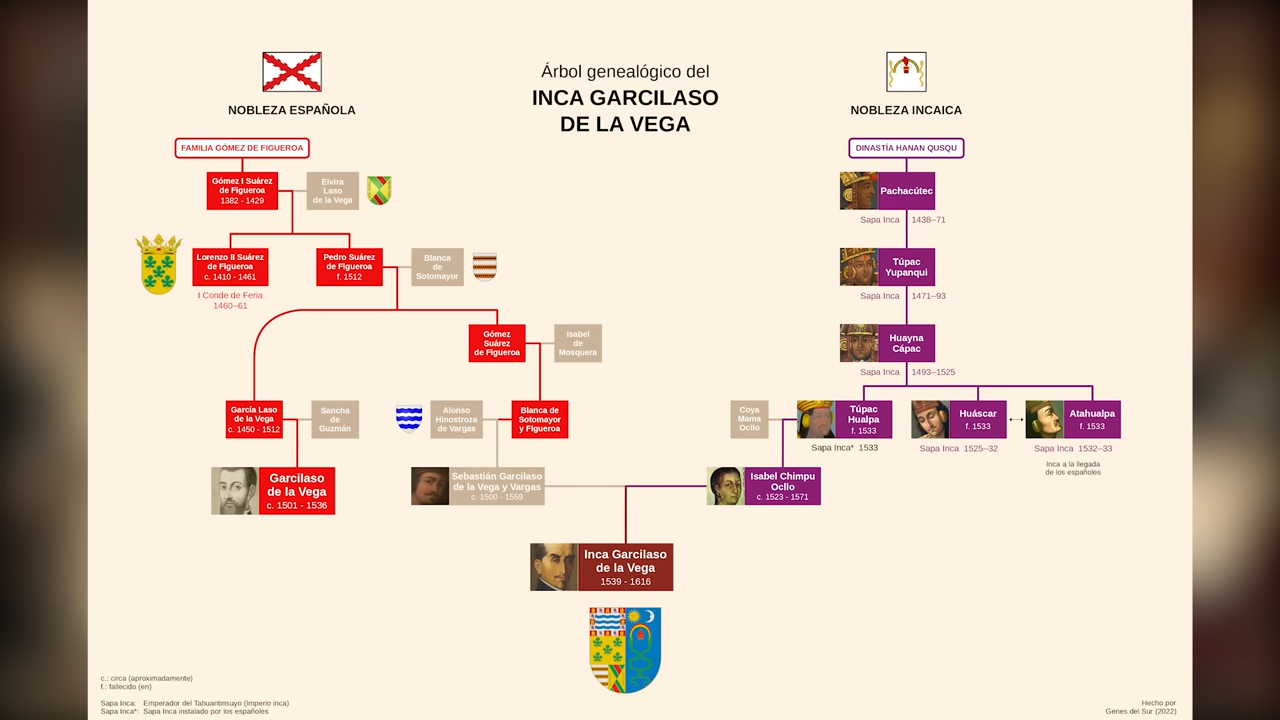 Árbol genealógico del
INCA GARCILASO
DE LA VEGA
NOBLEZA ESPAÑOLA
FAMILIA GÓMEZ DE FIGUEROA
Gómez I Suárez
de Figueroa
1382 - 1429
Elvira
Laso
de la Vega
Lorenzo II Suárez
de Figueroa
c. 1410 - 1461
I Conde de Feria
1460–61
Pedro Suárez
de Figueroa
f. 1512
Blanca
de
Sotomayor
Gómez
Suárez
de Figueroa
Isabel
de
Mosquera
García Laso
de la Vega
c. 1450 - 1512
Sancha
de
Guzmán
Alonso
Hinostroza
de Vargas
Blanca de
Sotomayor
y Figueroa
Garcilaso
de la Vega
c. 1501 - 1536
Sebastián Garcilaso
de la Vega y Vargas
c. 1500 - 1559
NOBLEZA INCAICA
DINASTÍA HANAN QUSQU
Pachacútec
Sapa Inca 1438–71
Túpac
Yupanqui
Sapa Inca 1471–93
Huayna
Cápac
Sapa Inca 1493–1525
Coya
Mama
Ocllo
Túpac
Hualpa
f. 1533
Sapa Inca* 1533
Huáscar
f. 1533
Sapa Inca 1525–32
Atahualpa
f. 1533
Sapa Inca 1532–33
Inca a la llegada
de los españoles
Isabel Chimpu
Ocllo
c. 1523 - 1571
Inca Garcilaso
de la Vega
1539 - 1616
c.: circa (aproximadamente)
f.: fallecido (en)
Sapa Inca: Emperador del Tahuantinsuyo (Imperio inca)
Sapa Inca*: Sapa Inca instalado por los españoles
Hecho por
Genes del Sur (2022)